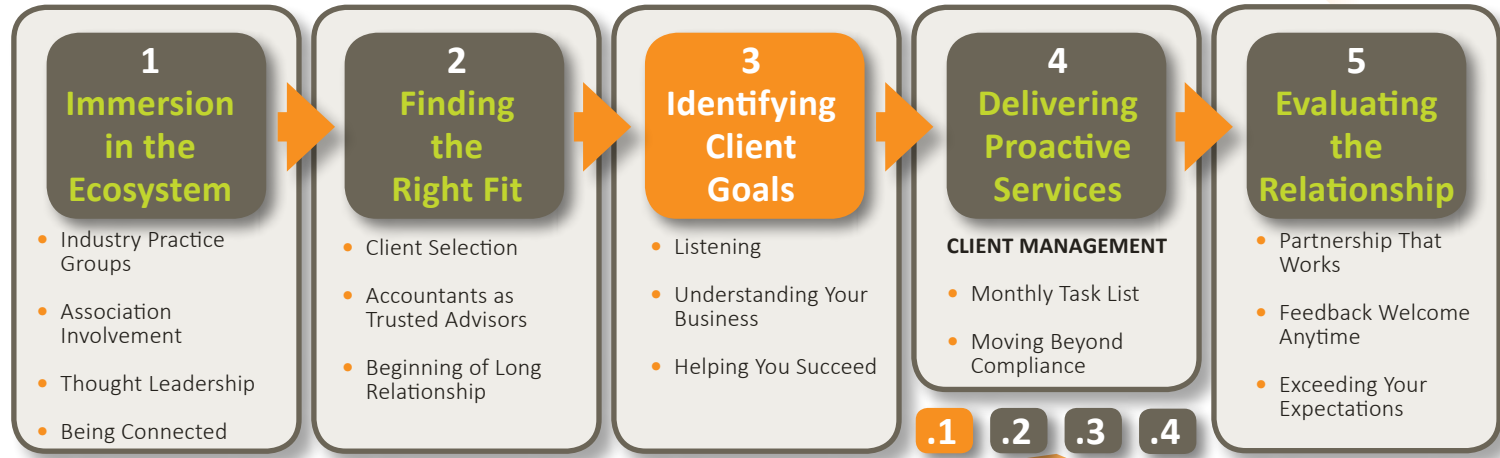 1
Immersion
in the
Ecosystem
• Industry Practice
Groups
• Association
Involvement
• Thought Leadership
• Being Connected
2
Finding
the
Right Fit
• Client Selection
• Accountants as
Trusted Advisors
• Beginning of Long
Relationship
3
Identifying
Client
Goals
• Listening
• Understanding Your
Business
• Helping You Succeed
4
Delivering
Proactive
Services
CLIENT MANAGEMENT
• Monthly Task List
• Moving Beyond
Compliance
.1 .2 .3 .4
5
Evaluating
the
Relationship
• Partnership That
Works
• Feedback Welcome
Anytime
• Exceeding Your
Expectations